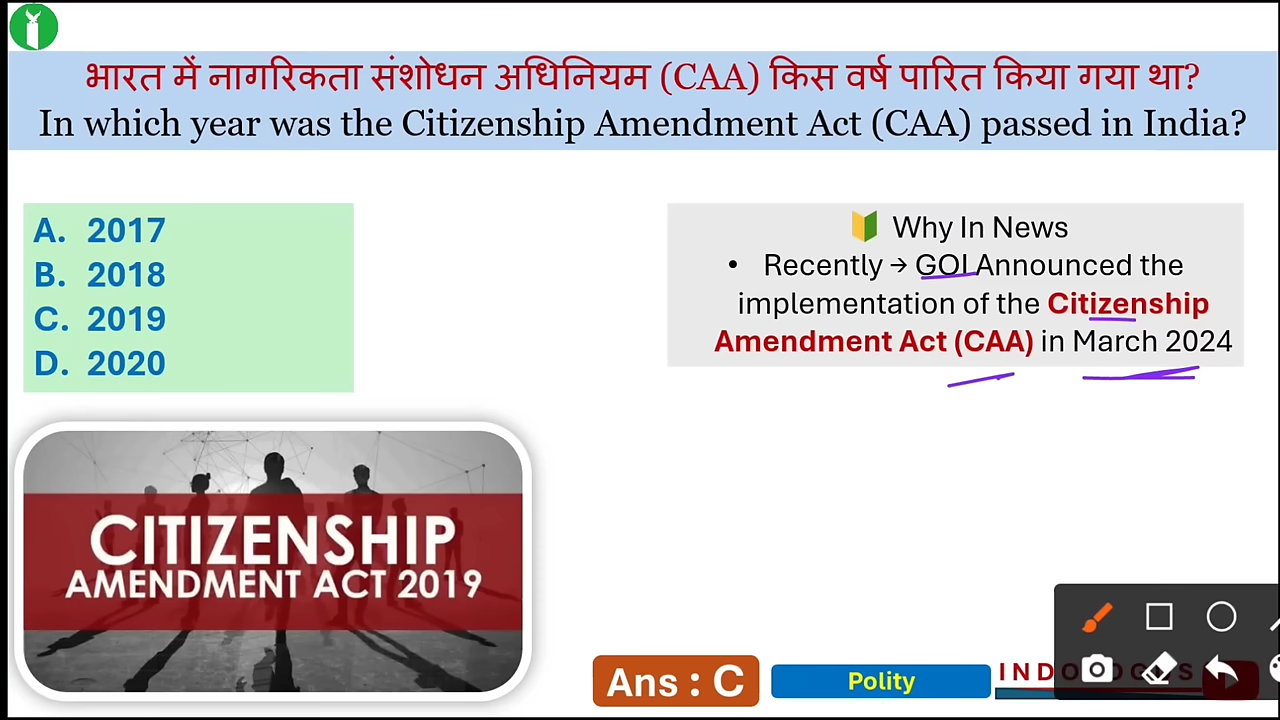 भारत में नागरिकता संशोधन अधिनियम (CAA) किस वर्ष पारित किया गया था?
In which year was the Citizenship Amendment Act (CAA) passed in India?
A. 2017
B. 2018
C. 2019
D. 2020
Why In News
• Recently → GOI Announced the
implementation of the Citizenship
Amendment Act (CAA) in March 2024
CITIZENSHIP
AMENDMENT ACT 2019
Ans : C
Polity